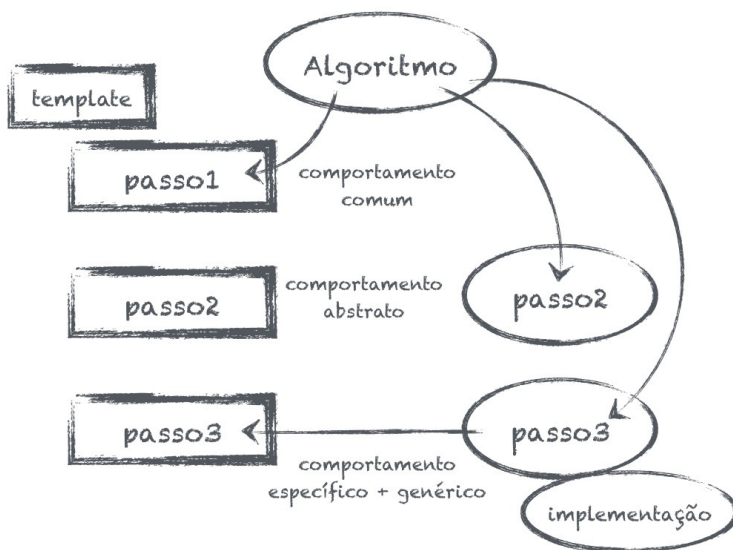 Algoritmo
template
passo1
comportamento
comum
passo2
comportamento
abstrato
passo2
passo3
passo3
comportamento
específico + genérico
implementação